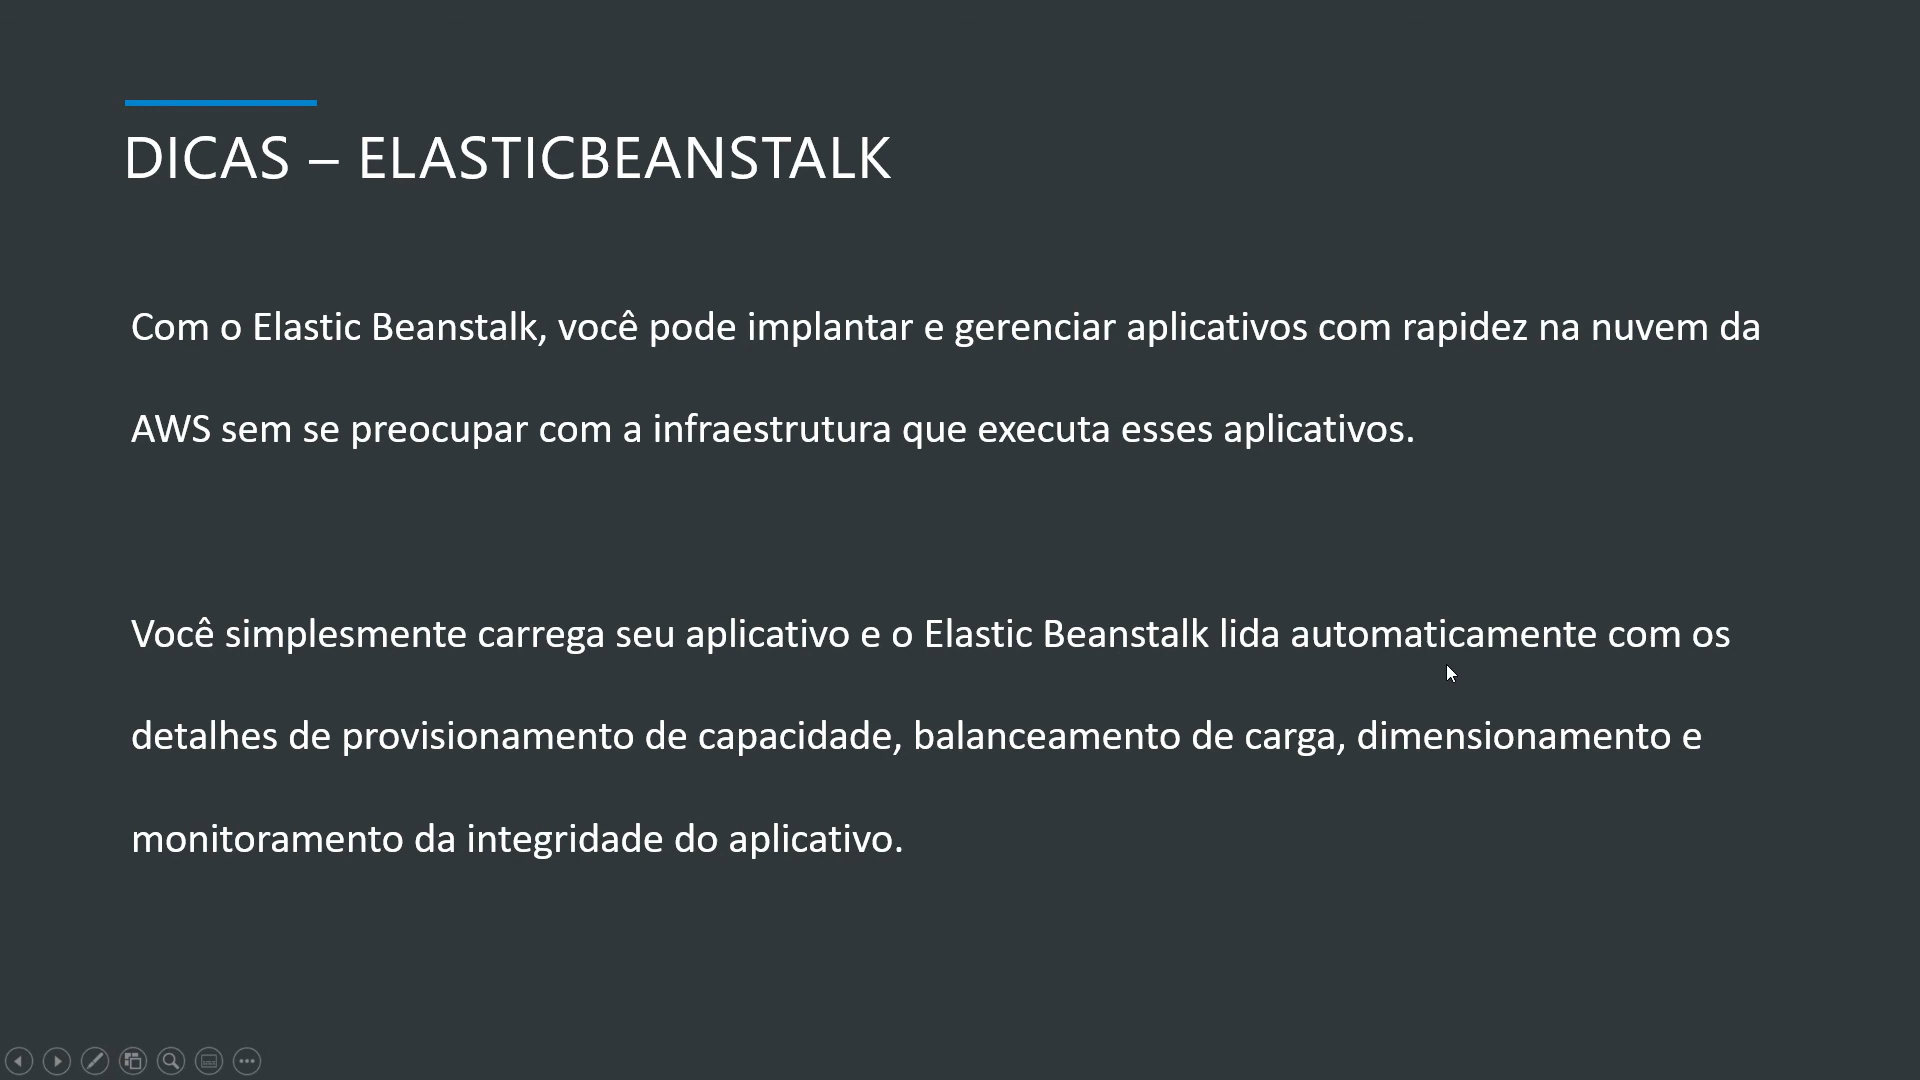 DICAS – ELASTICBEANSTALK
Com o Elastic Beanstalk, você pode implantar e gerenciar aplicativos com rapidez na nuvem da
AWS sem se preocupar com a infraestrutura que executa esses aplicativos.
Você simplesmente carrega seu aplicativo e o Elastic Beanstalk lida automaticamente com os
detalhes de provisionamento de capacidade, balanceamento de carga, dimensionamento e
monitoramento da integridade do aplicativo.